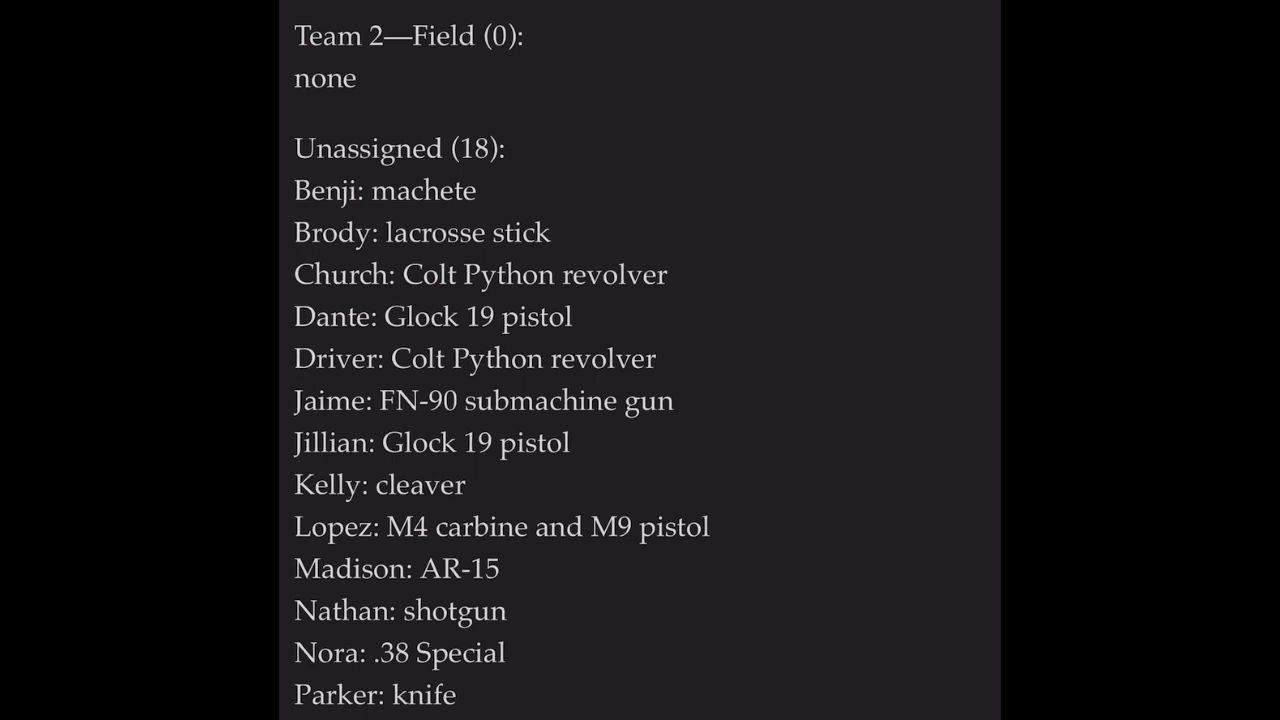 Team 2—Field (0):
none
Unassigned (18):
Benji: machete
Brody: lacrosse stick
Church: Colt Python revolver
Dante: Glock 19 pistol
Driver: Colt Python revolver
Jaime: FN-90 submachine gun
Jillian: Glock 19 pistol
Kelly: cleaver
Lopez: M4 carbine and M9 pistol
Madison: AR-15
Nathan: shotgun
Nora: .38 Special
Parker: knife